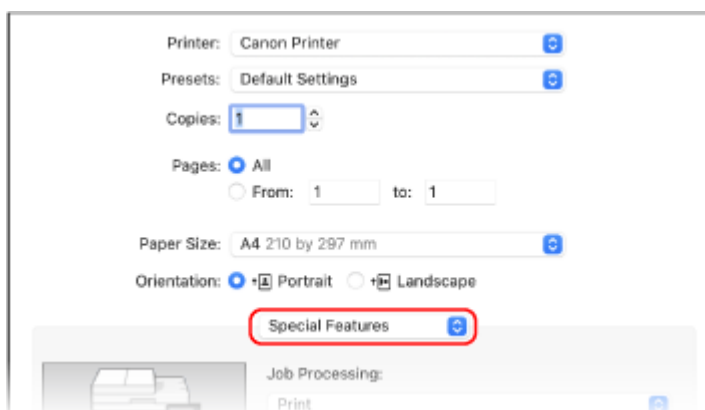 Printer: Canon Printer
Presets: Default Settings
Copies: 1
Pages: All
From: 1 to: 1
Paper Size: A4 210 by 297 mm
Orientation: Portrait Landscape
Special Features
Job Processing:
Print